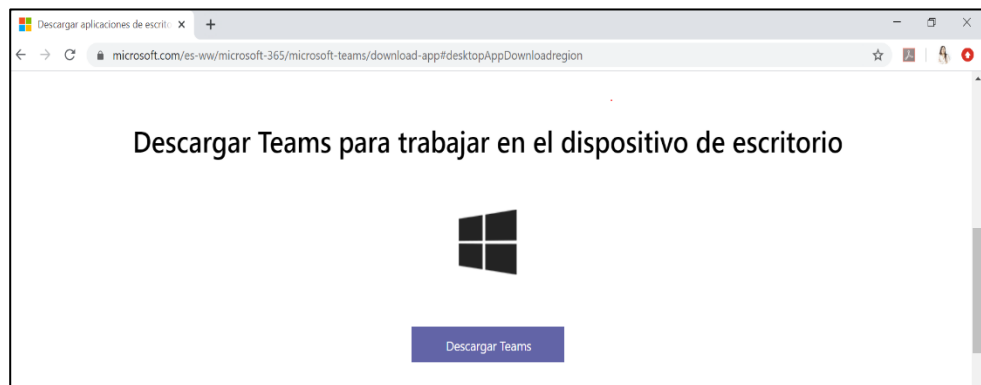 Descargar aplicaciones de escrito
microsoft.com/es-ww/microsoft-365/microsoft-teams/download-app#desktopAppDownloadregion
Descargar Teams para trabajar en el dispositivo de escritorio
Descargar Teams